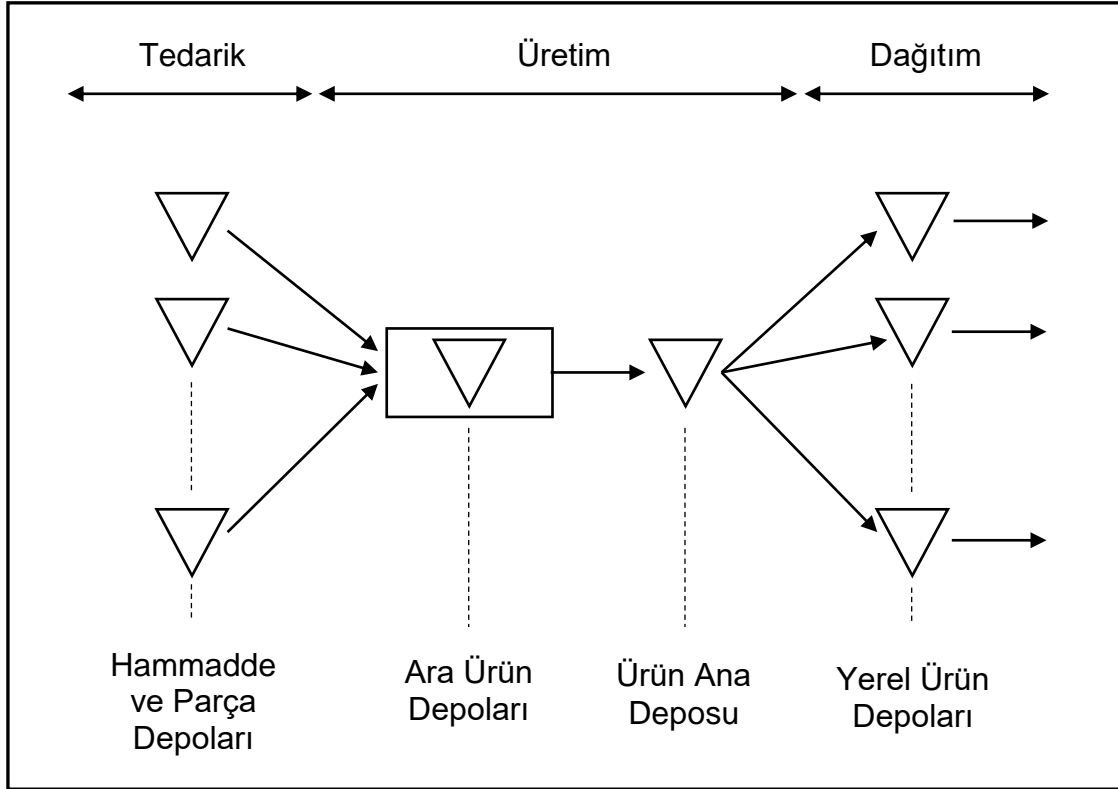 Tedarik
Üretim
Dağıtım
Hammadde
ve Parça
Depoları
Ara Ürün
Depoları
Ürün Ana
Deposu
Yerel Ürün
Depoları